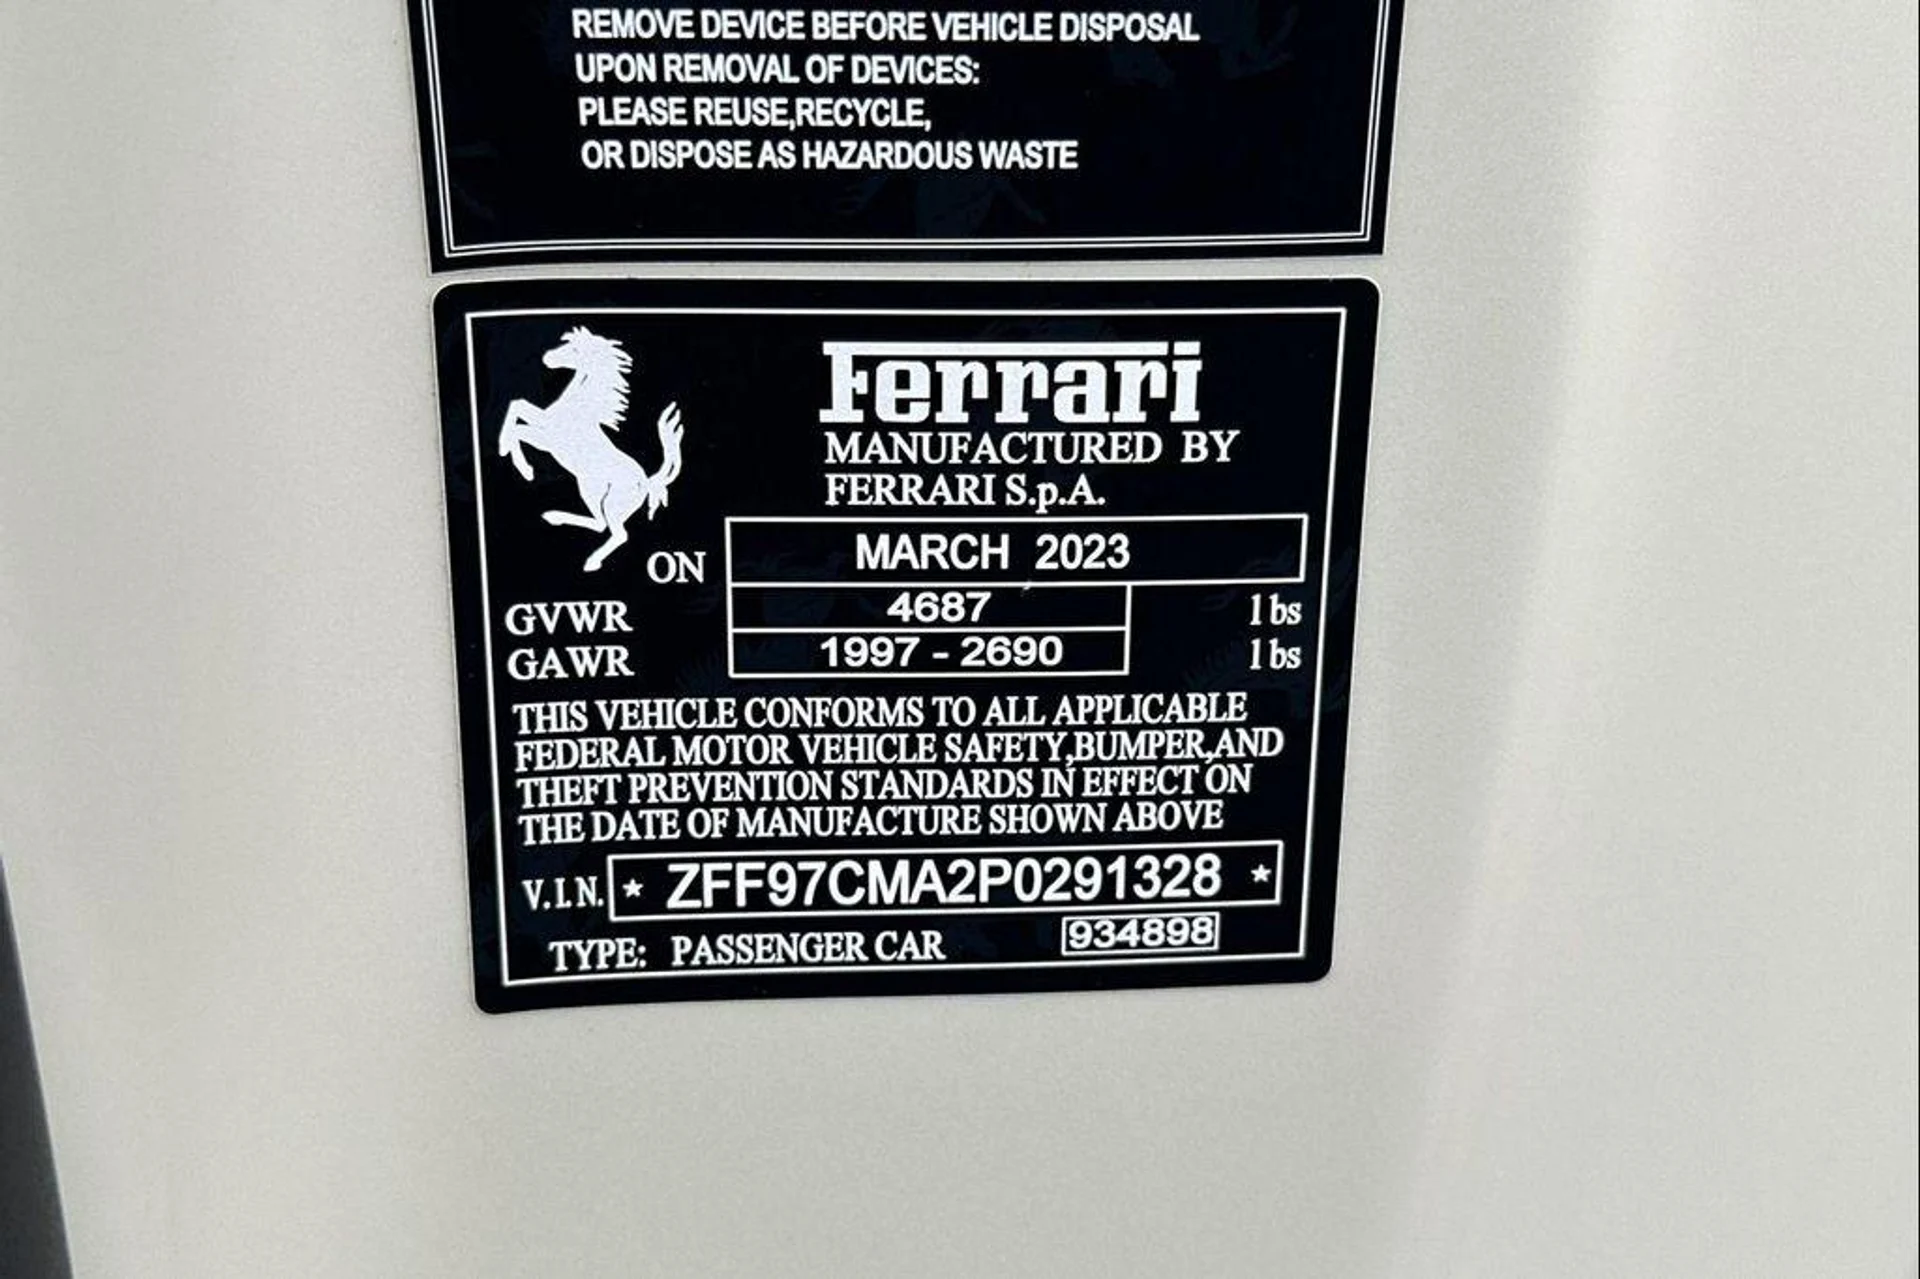 REMOVE DEVICE BEFORE VEHICLE DISPOSAL
UPON REMOVAL OF DEVICES:
PLEASE REUSE,RECYCLE,
OR DISPOSE AS HAZARDOUS WASTE
Ferrari
MANUFACTURED BY
FERRARI S.p.A.
ON MARCH 2023
GVWR 4687 lbs
GAWR 1997 - 2690 lbs
THIS VEHICLE CONFORMS TO ALL APPLICABLE
FEDERAL MOTOR VEHICLE SAFETY,BUMPER,AND
THEFT PREVENTION STANDARDS IN EFFECT ON
THE DATE OF MANUFACTURE SHOWN ABOVE
V.I.N. * ZFF97CMA2P0291328 *
TYPE: PASSENGER CAR 934898